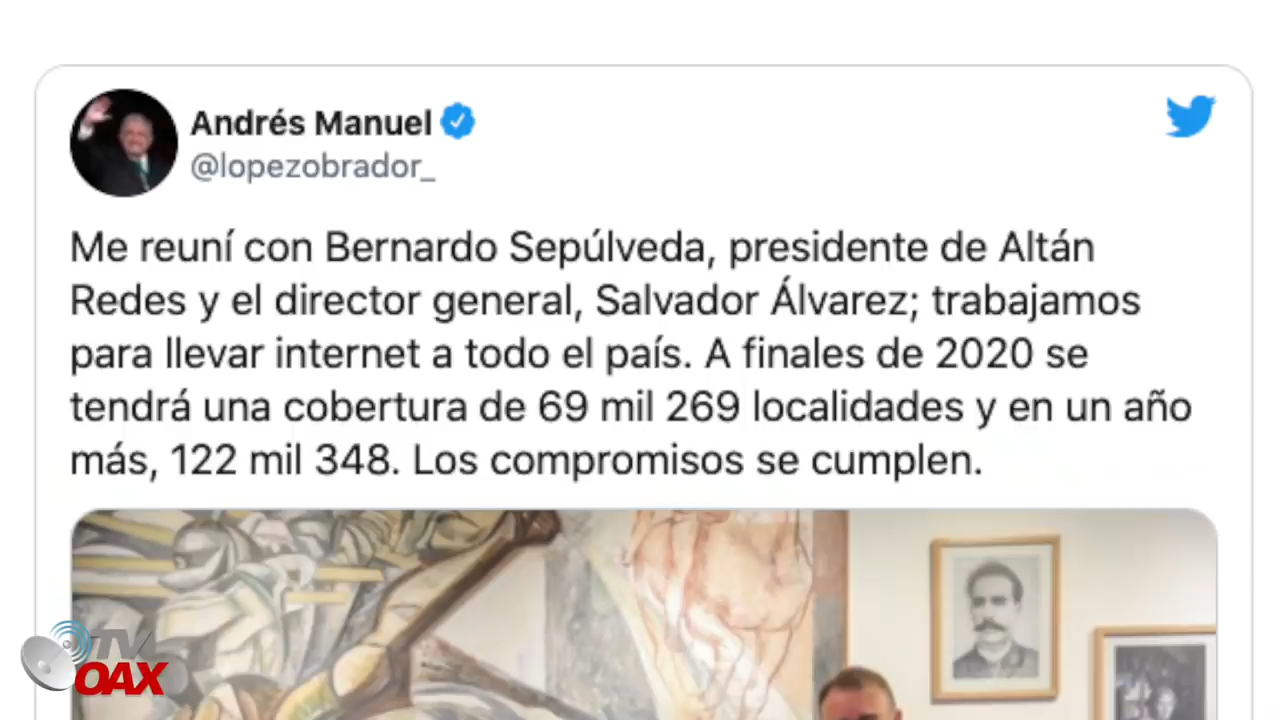 Andrés Manuel
@lopezobrador_
Me reuní con Bernardo Sepúlveda, presidente de Altán
Redes y el director general, Salvador Álvarez; trabajamos
para llevar internet a todo el país. A finales de 2020 se
tendrá una cobertura de 69 mil 269 localidades y en un año
más, 122 mil 348. Los compromisos se cumplen.
TV
OAX